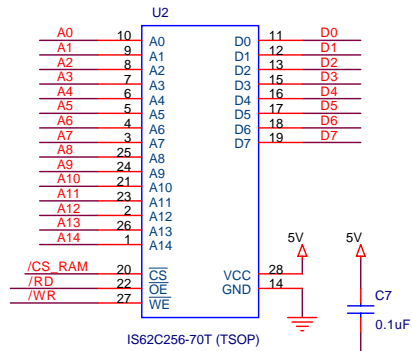 U2
A0 10 A0 D0 11 D0
A1 9 A1 D1 12 D1
A2 8 A2 D2 13 D2
A3 7 A3 D3 15 D3
A4 6 A4 D4 16 D4
A5 5 A5 D5 17 D5
A6 4 A6 D6 18 D6
A7 3 A7 D7 19 D7
A8 25 A8
A9 24 A9
A10 21 A10
A11 23 A11
A12 2 A12
A13 26 A13
A14 1 A14
5V 5V
/CS_RAM 20 CS VCC 28
/RD 22 OE GND 14
/WR 27 WE
C7
0.1uF
IS62C256-70T (TSOP)